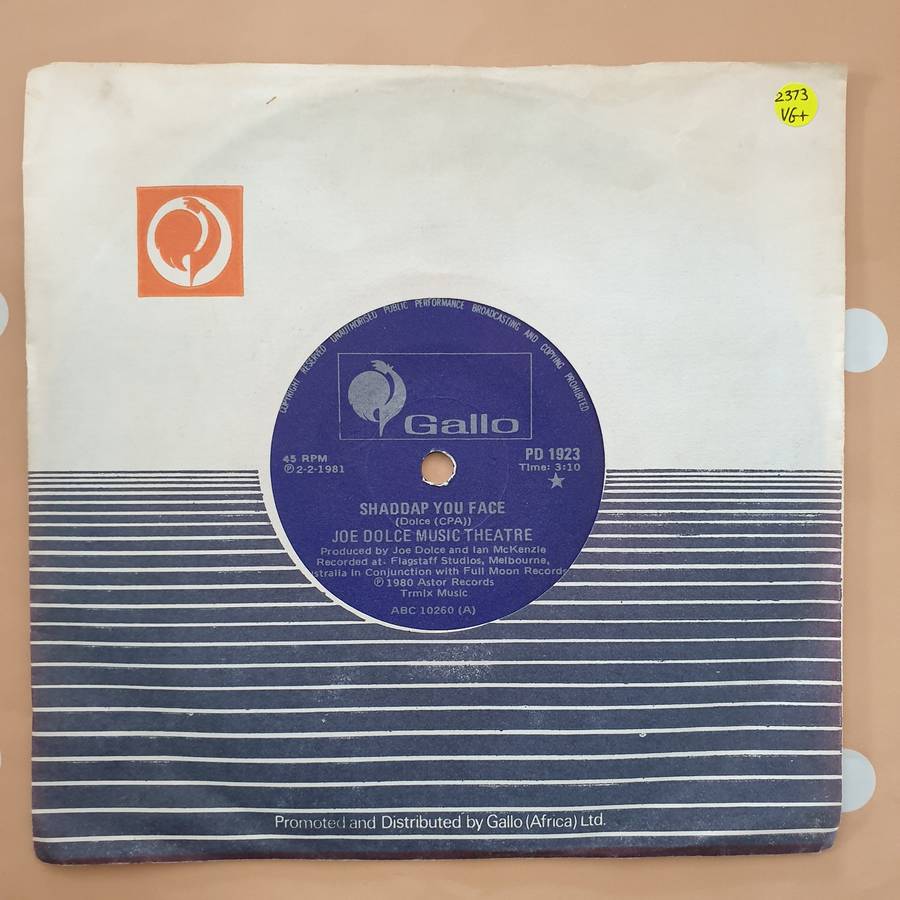 2373
VG+
COPYRIGHT RESERVED UNAUTHORISED PUBLIC PERFORMANCE BROADCASTING AND COPYING PROHIBITED
Gallo
45 RPM
℗2-2-1981
PD 1923
Time: 3:10
SHADDAP YOU FACE
(Dolce (CPA))
JOE DOLCE MUSIC THEATRE
Produced by Joe Dolce and Ian McKenzie
Recorded at: Flagstaff Studios, Melbourne,
stralia in Conjunction with Full Moon Records
℗ 1980 Astor Records
Trmix Music
ABC 10260 (A)
Promoted and Distributed by Gallo (Africa) Ltd.